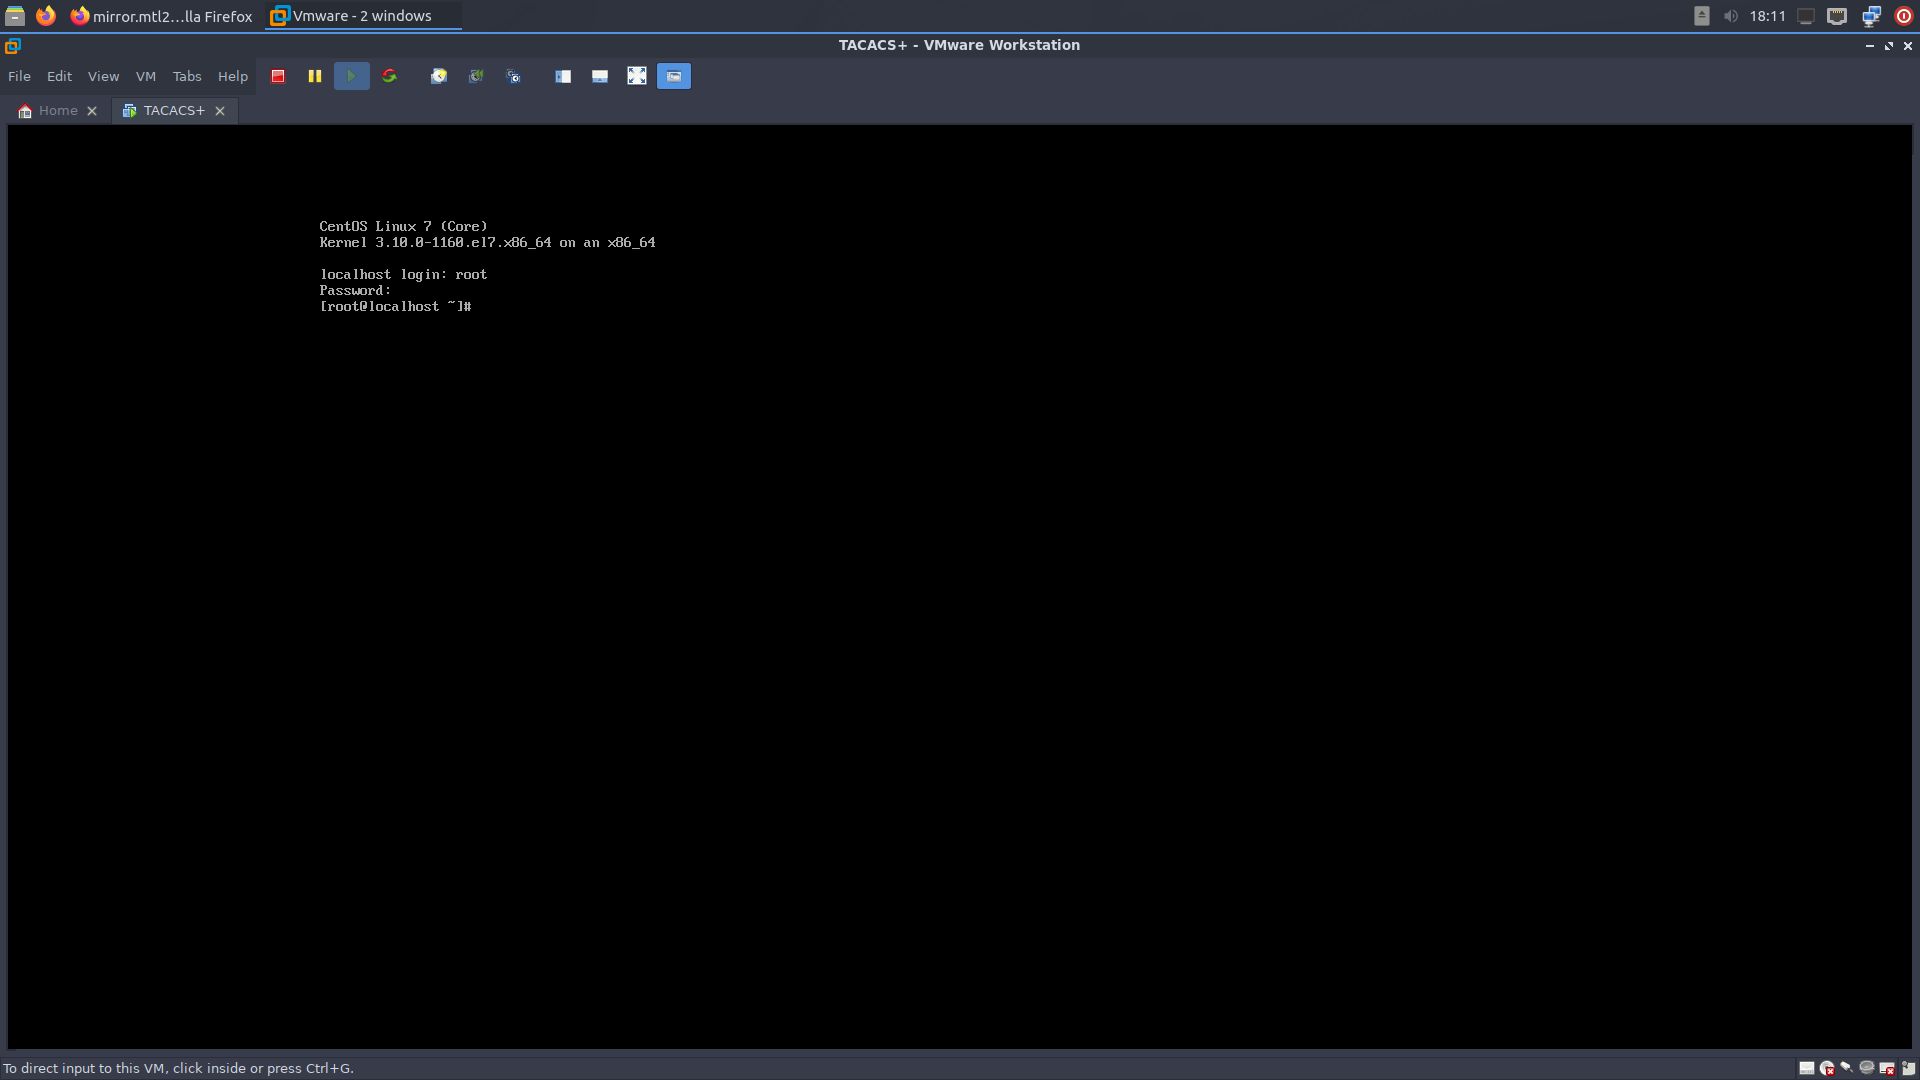 mirror.mtl2...lla Firefox
Vmware - 2 windows
18:11
TACACS+ - VMware Workstation
File Edit View VM Tabs Help
Home TACACS+
CentOS Linux 7 (Core)
Kernel 3.10.0-1160.el7.x86_64 on an x86_64
localhost login: root
Password:
[root@localhost ~]#
To direct input to this VM, click inside or press Ctrl+G.